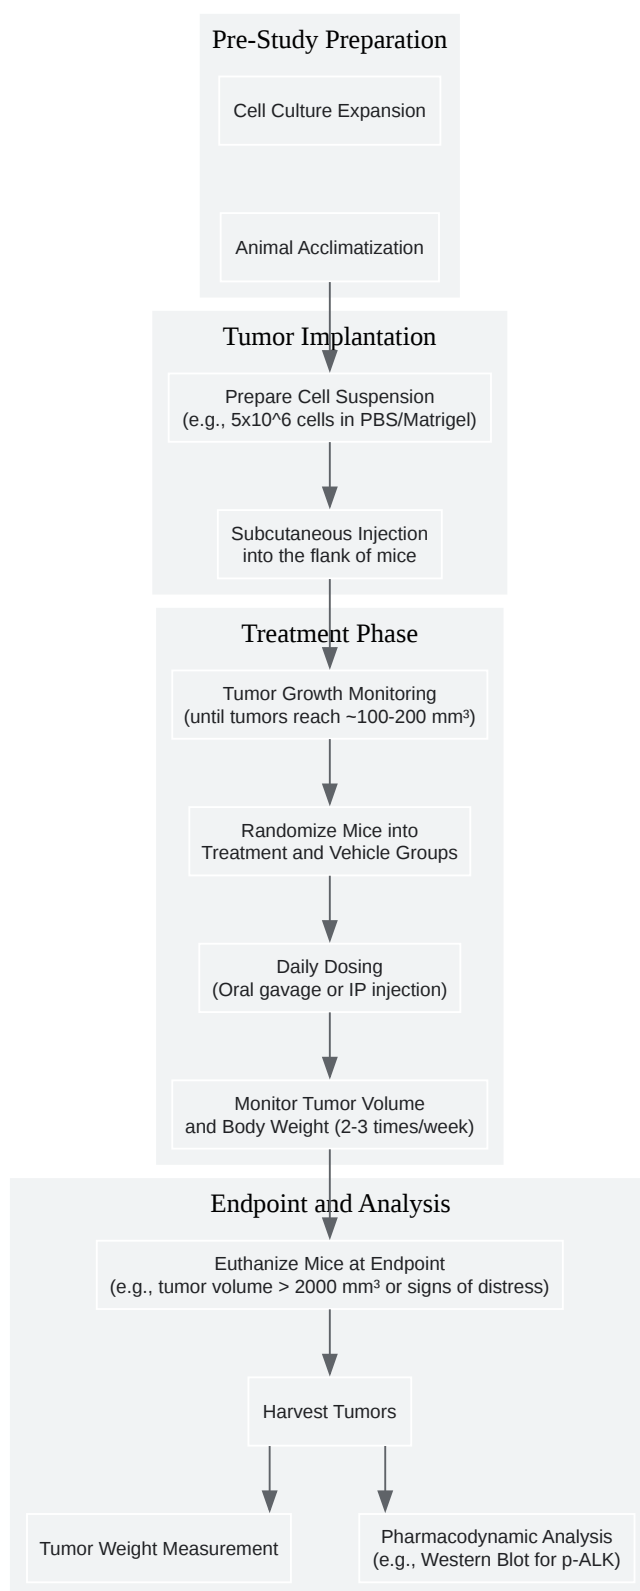 Pre-Study Preparation
Cell Culture Expansion
Animal Acclimatization
Tumor Implantation
Prepare Cell Suspension
(e.g., 5x10^6 cells in PBS/Matrigel)
Subcutaneous Injection
into the flank of mice
Treatment Phase
Tumor Growth Monitoring
(until tumors reach ~100-200 mm³)
Randomize Mice into
Treatment and Vehicle Groups
Daily Dosing
(Oral gavage or IP injection)
Monitor Tumor Volume
and Body Weight (2-3 times/week)
Endpoint and Analysis
Euthanize Mice at Endpoint
(e.g., tumor volume > 2000 mm³ or signs of distress)
Harvest Tumors
Tumor Weight Measurement
Pharmacodynamic Analysis
(e.g., Western Blot for p-ALK)